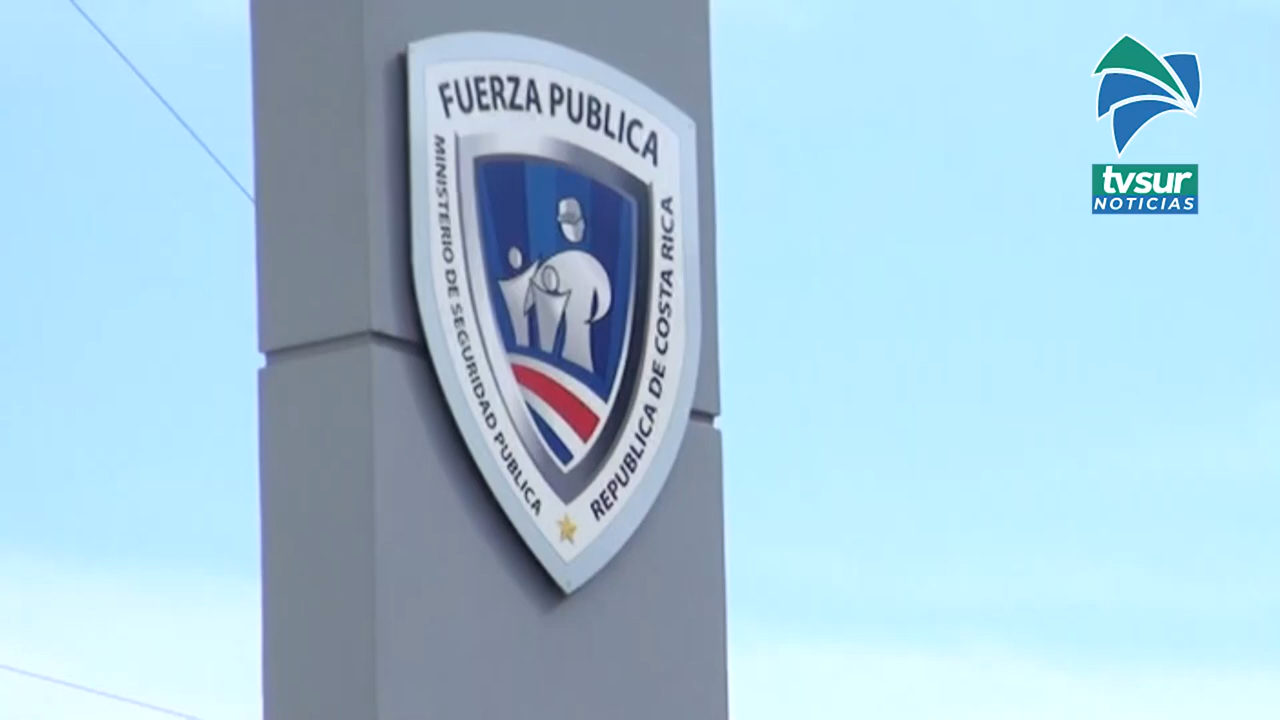 FUERZA PUBLICA
MINISTERIO DE SEGURIDAD PUBLICA
REPUBLICA DE COSTA RICA
tvsur
NOTICIAS